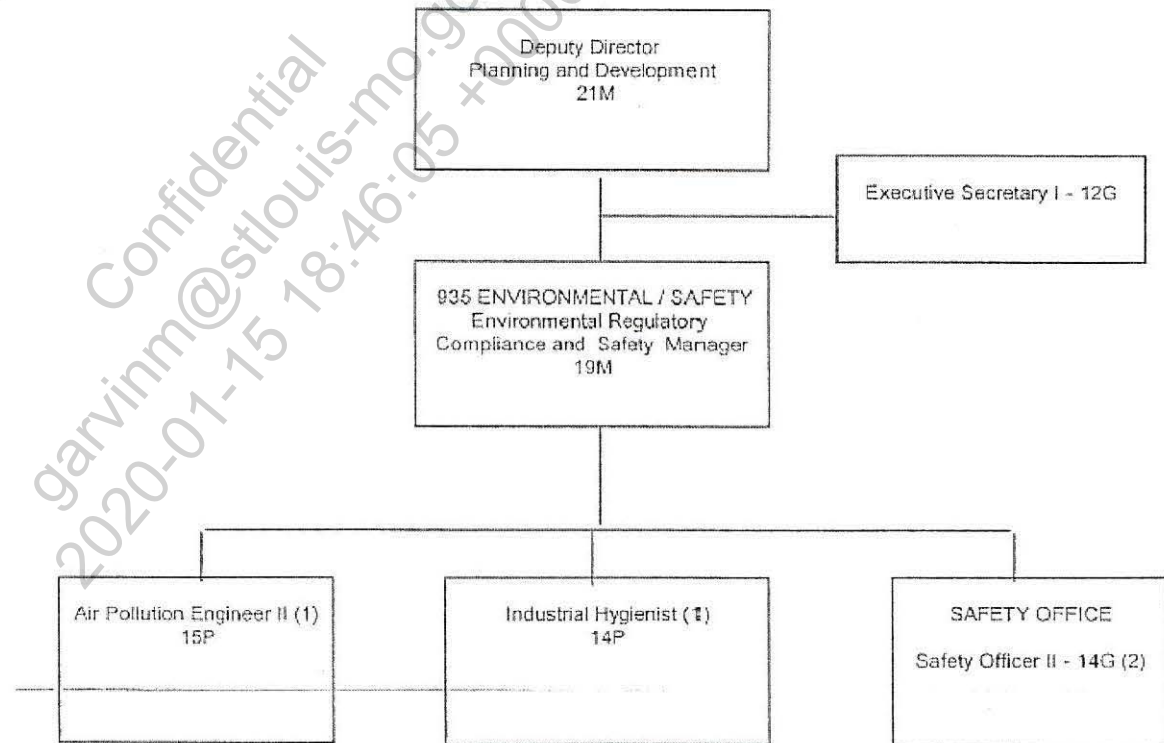 Deputy Director
Planning and Development
21M
Executive Secretary I - 12G
935 ENVIRONMENTAL / SAFETY
Environmental Regulatory
Compliance and Safety Manager
19M
Air Pollution Engineer II (1)
15P
Industrial Hygienist (1)
14P
SAFETY OFFICE
Safety Officer II - 14G (2)
Confidential
garvinm@stlouis-mo.go
2020-01-15 18:46:05 +000